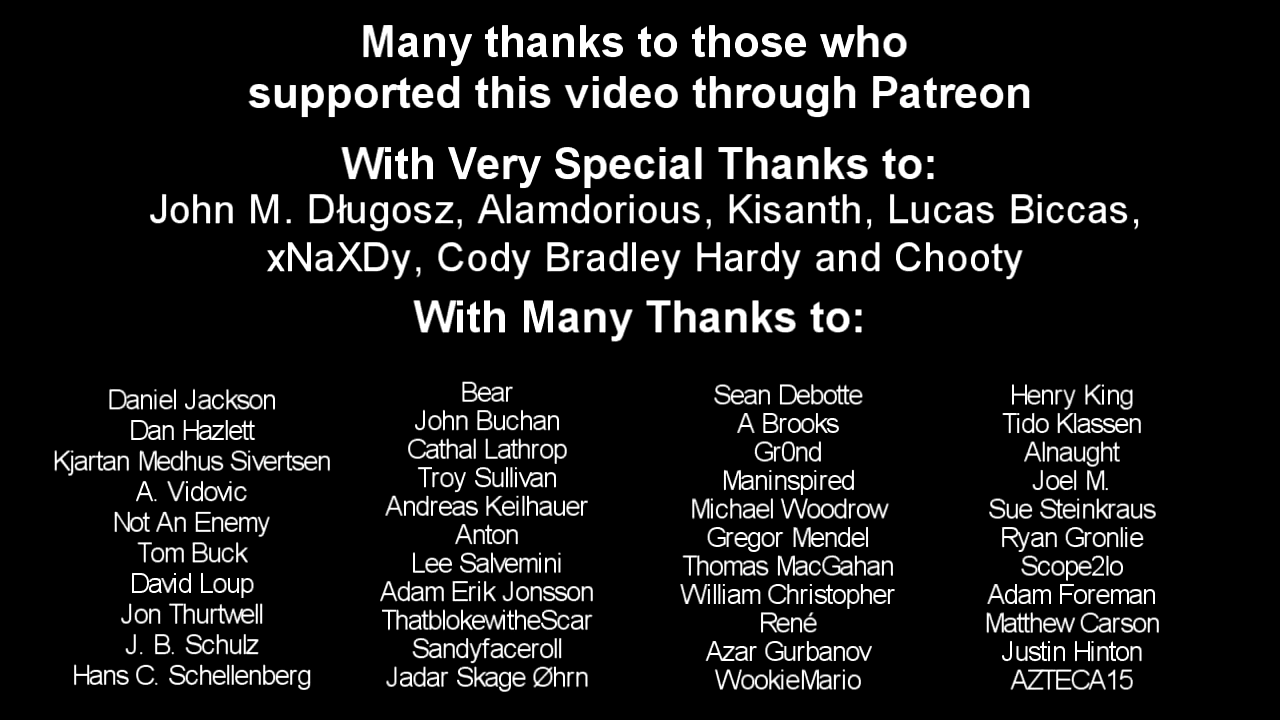 Many thanks to those who
supported this video through Patreon
With Very Special Thanks to:
John M. Długosz, Alamdorious, Kisanth, Lucas Biccas,
xNaXDy, Cody Bradley Hardy and Chooty
With Many Thanks to:
Daniel Jackson
Dan Hazlett
Kjartan Medhus Sivertsen
A. Vidovic
Not An Enemy
Tom Buck
David Loup
Jon Thurtwell
J. B. Schulz
Hans C. Schellenberg
Bear
John Buchan
Cathal Lathrop
Troy Sullivan
Andreas Keilhauer
Anton
Lee Salvemini
Adam Erik Jonsson
ThatblokewitheScar
Sandyfaceroll
Jadar Skage Øhrn
Sean Debotte
A Brooks
Gr0nd
Maninspired
Michael Woodrow
Gregor Mendel
Thomas MacGahan
William Christopher
René
Azar Gurbanov
WookieMario
Henry King
Tido Klassen
Alnaught
Joel M.
Sue Steinkraus
Ryan Gronlie
Scope2lo
Adam Foreman
Matthew Carson
Justin Hinton
AZTECA15